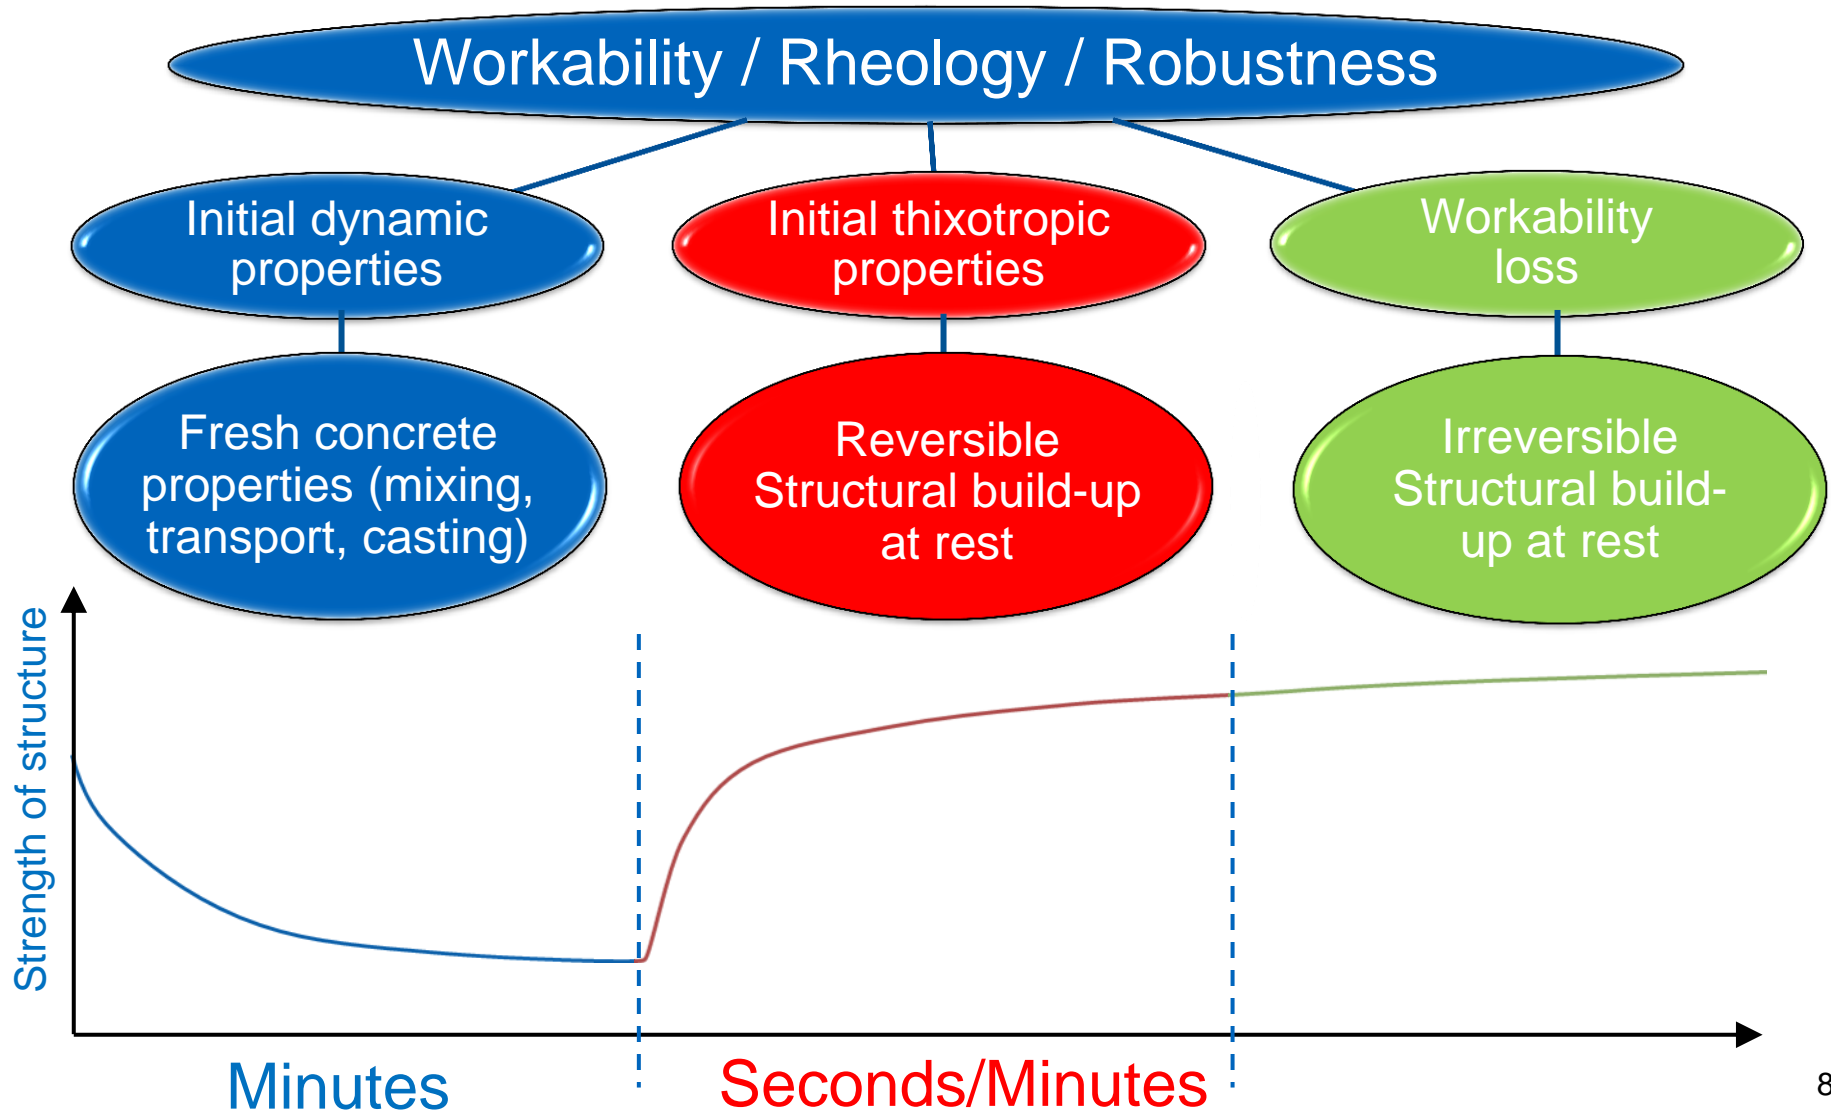 Workability / Rheology / Robustness
Initial dynamic
properties
Initial thixotropic
properties
Workability
loss
Fresh concrete
properties (mixing,
transport, casting)
Reversible
Structural build-up
at rest
Irreversible
Structural build-
up at rest
Strength of structure
Minutes
Seconds/Minutes
8